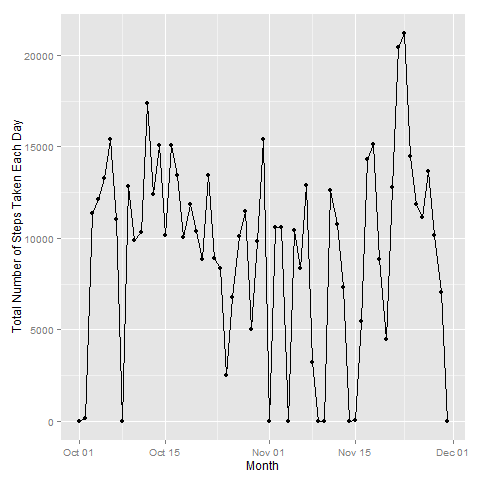 Total Number of Steps Taken Each Day
20000
15000
10000
5000
0
Oct 01
Oct 15
Nov 01
Nov 15
Dec 01
Month